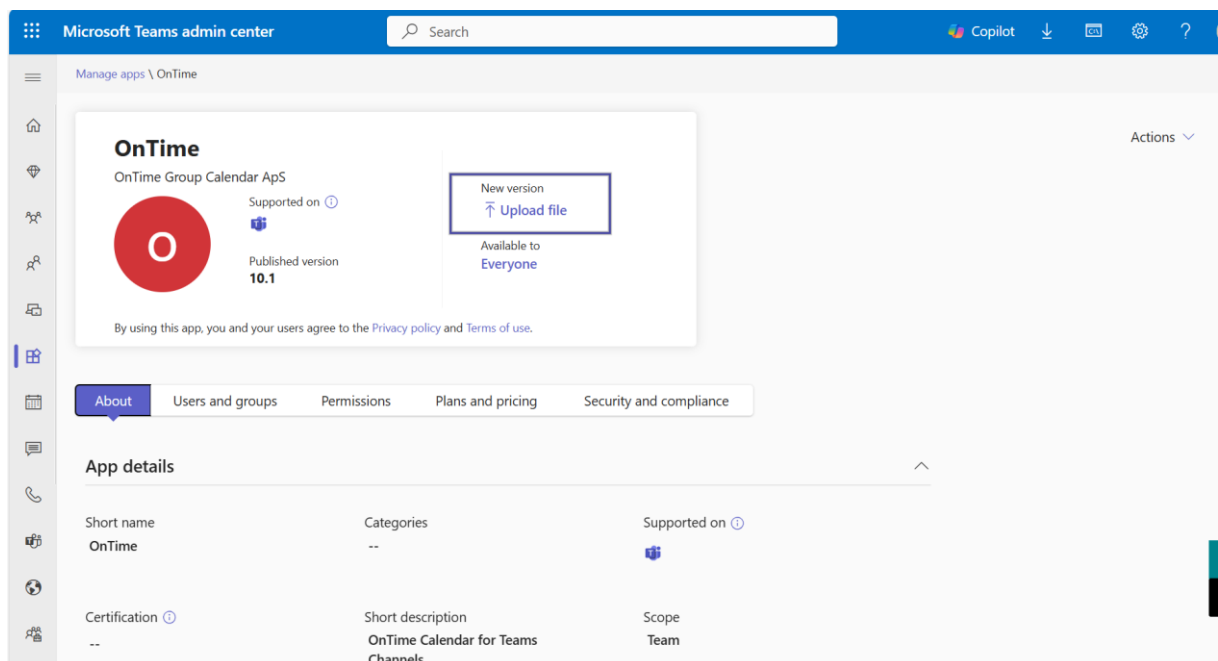 Microsoft Teams admin center
Search
Copilot
?
Manage apps \ OnTime
Actions
OnTime
OnTime Group Calendar ApS
O
Supported on
Published version
10.1
New version
Upload file
Available to
Everyone
By using this app, you and your users agree to the Privacy policy and Terms of use.
About Users and groups Permissions Plans and pricing Security and compliance
App details
Short name Categories Supported on
OnTime --
Certification Short description Scope
-- OnTime Calendar for Teams Team
Channels